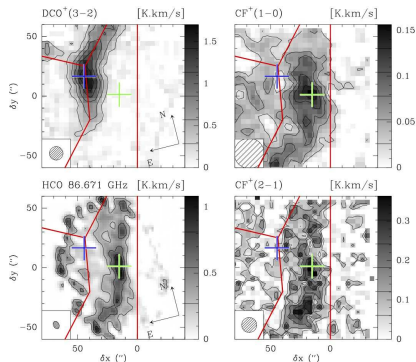 DCO⁺(3−2) [K.km/s]
CF⁺(1−0) [K.km/s]
δy (′′)
50
0
−50
1.5
1
0.5
0
0.15
0.1
0.05
0
N
E
HCO 86.671 GHz [K.km/s]
CF⁺(2−1) [K.km/s]
δy (′′)
50
0
−50
1
0.5
0
0.3
0.2
0.1
0
N
E
50 0
50 0
δx (′′)
δx (′′)